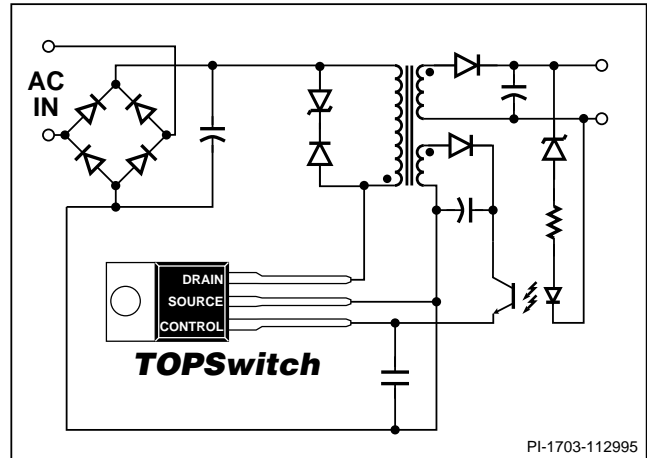 AC
IN
DRAIN
SOURCE
CONTROL
TOPSwitch
PI-1703-112995